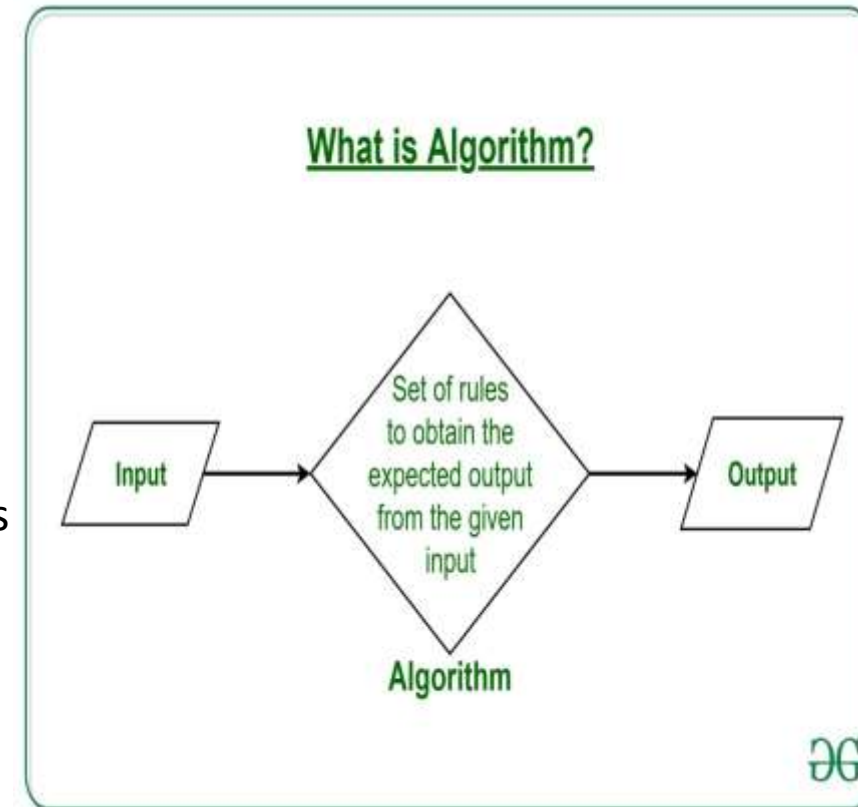 What is Algorithm?
Set of rules
to obtain the
expected output
from the given
input
Input
Output
Algorithm
s